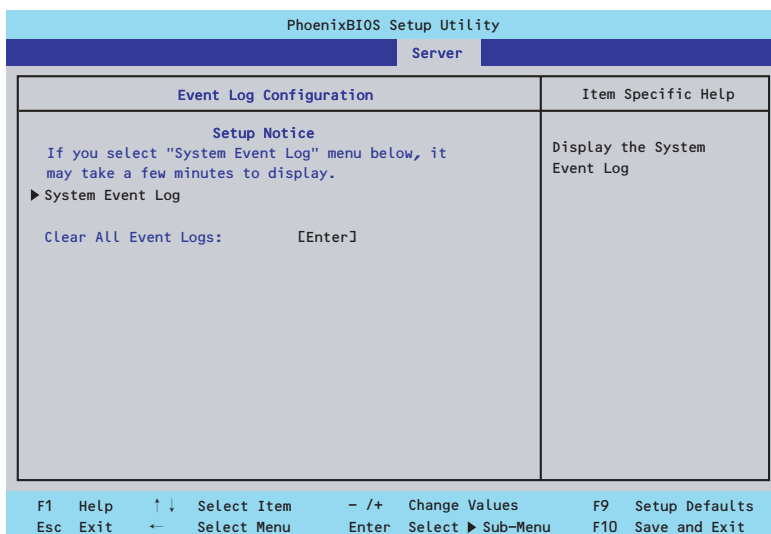 PhoenixBIOS Setup Utility
Server
Event Log Configuration
Item Specific Help
Setup Notice
If you select "System Event Log" menu below, it
may take a few minutes to display.
▶ System Event Log
Clear All Event Logs: [Enter]
Display the System
Event Log
F1 Help ↑↓ Select Item - /+ Change Values F9 Setup Defaults
Esc Exit ← Select Menu Enter Select ▶ Sub-Menu F10 Save and Exit